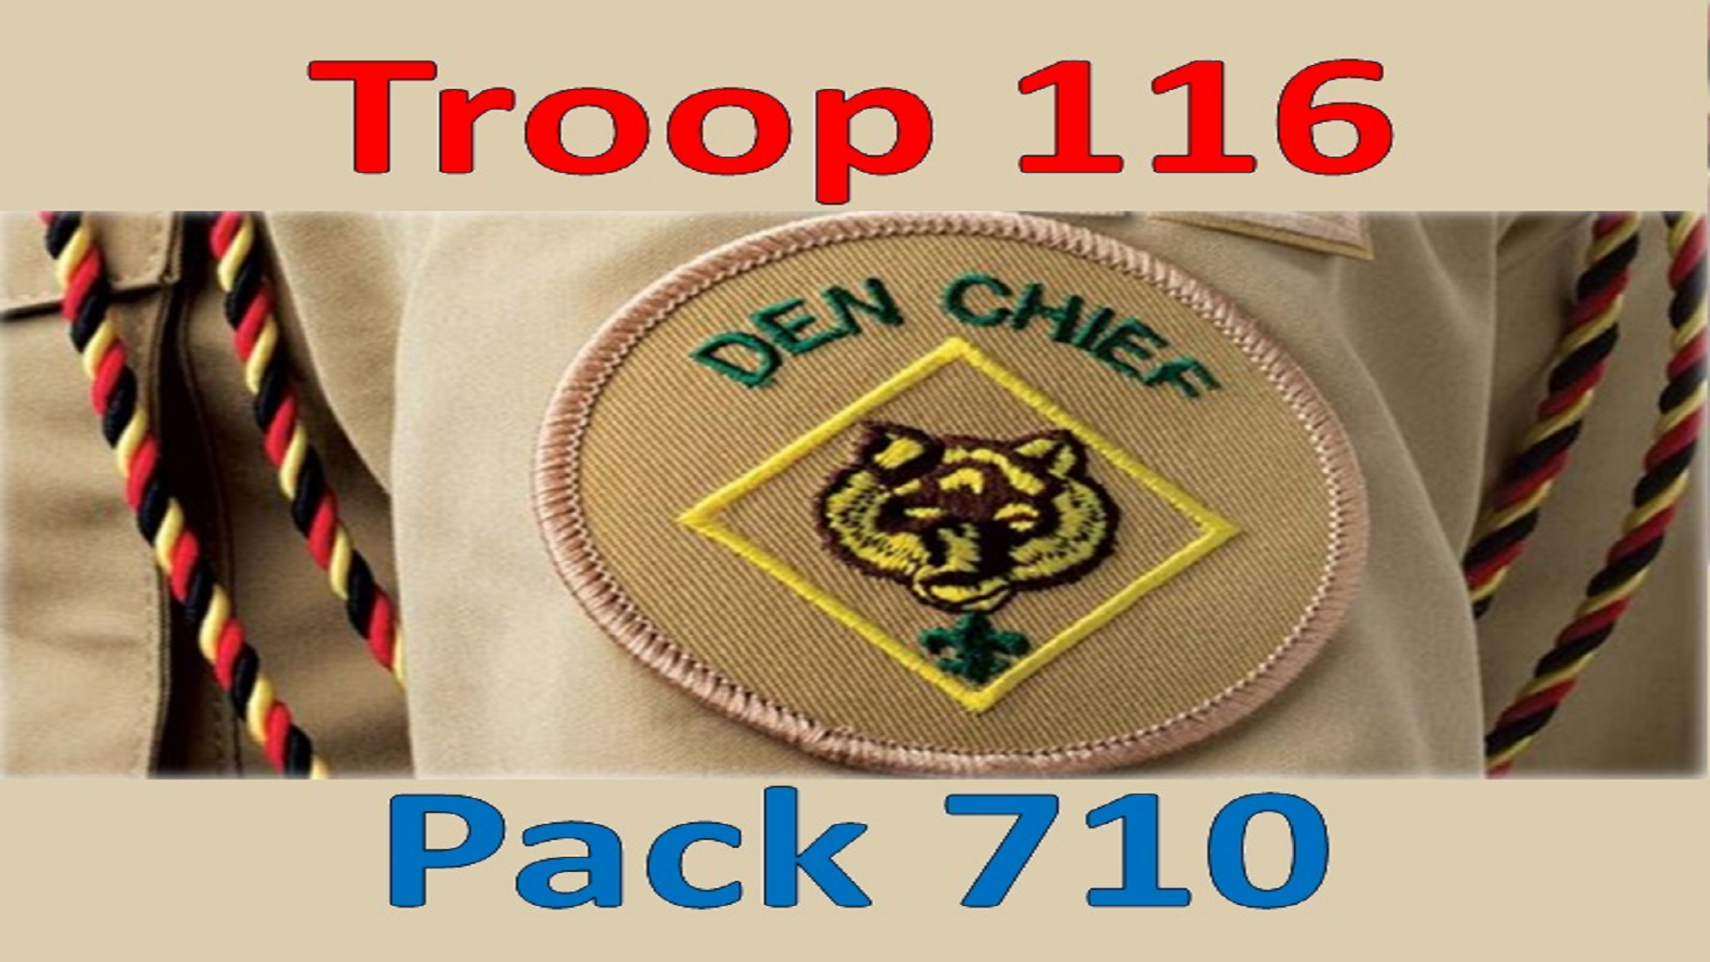 Troop 116
DEN CHIEF
Pack 710